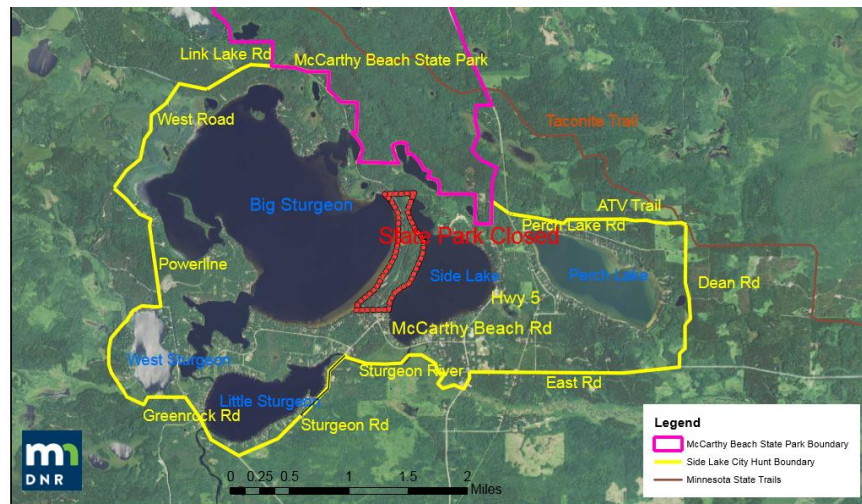 Link Lake Rd
McCarthy Beach State Park
West Road
Taconite Trail
Big Sturgeon
ATV Trail
Perch Lake Rd
State Park Closed
Powerline
Side Lake
Perch Lake
Dean Rd
Hwy 5
McCarthy Beach Rd
West Sturgeon
Sturgeon River
East Rd
Little Sturgeon
Greenrock Rd
Sturgeon Rd
Legend
McCarthy Beach State Park Boundary
Side Lake City Hunt Boundary
Minnesota State Trails
mn
DNR
0 0.25 0.5 1 1.5 2
Miles